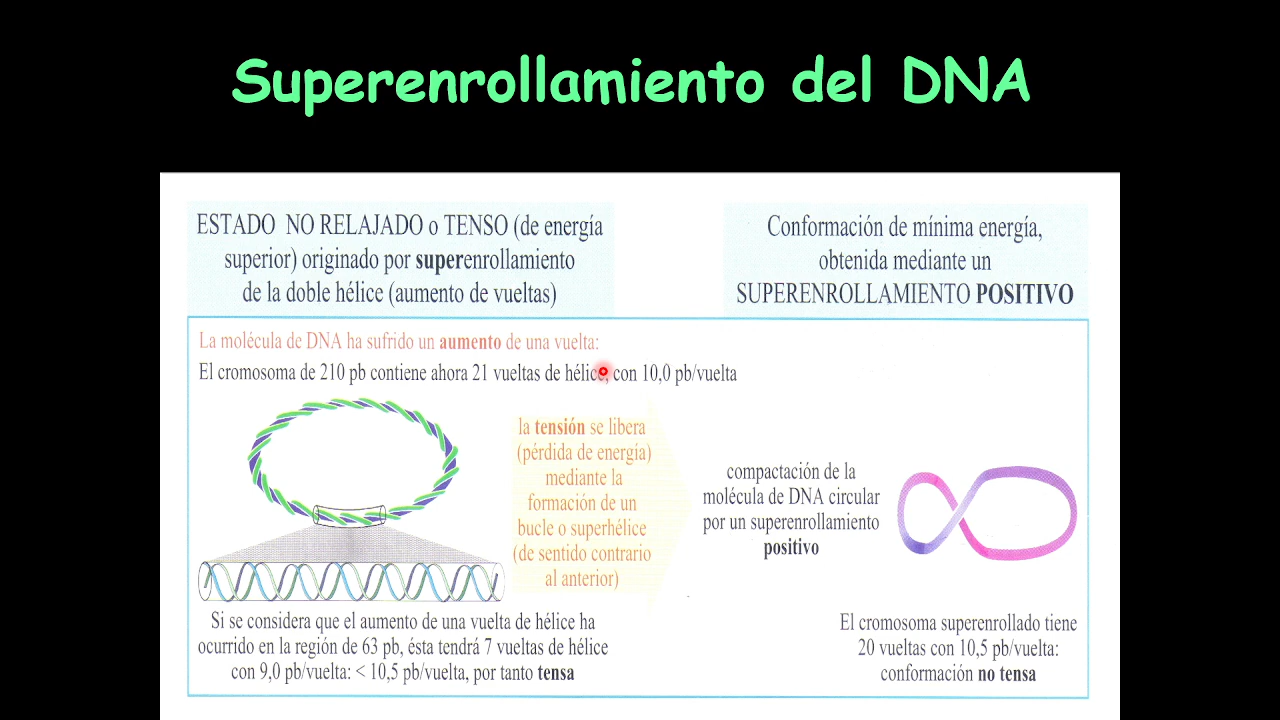 Superenrollamiento del DNA
ESTADO NO RELAJADO o TENSO (de energía
superior) originado por superenrollamiento
de la doble hélice (aumento de vueltas)
Conformación de mínima energía,
obtenida mediante un
SUPERENROLLAMIENTO POSITIVO
La molécula de DNA ha sufrido un aumento de una vuelta:
El cromosoma de 210 pb contiene ahora 21 vueltas de hélice, con 10,0 pb/vuelta
la tensión se libera
(pérdida de energía)
mediante la
formación de un
bucle o superhélice
(de sentido contrario
al anterior)
compactación de la
molécula de DNA circular
por un superenrollamiento
positivo
Si se considera que el aumento de una vuelta de hélice ha
ocurrido en la región de 63 pb, ésta tendrá 7 vueltas de hélice
con 9,0 pb/vuelta: < 10,5 pb/vuelta, por tanto tensa
El cromosoma superenrollado tiene
20 vueltas con 10,5 pb/vuelta:
conformación no tensa